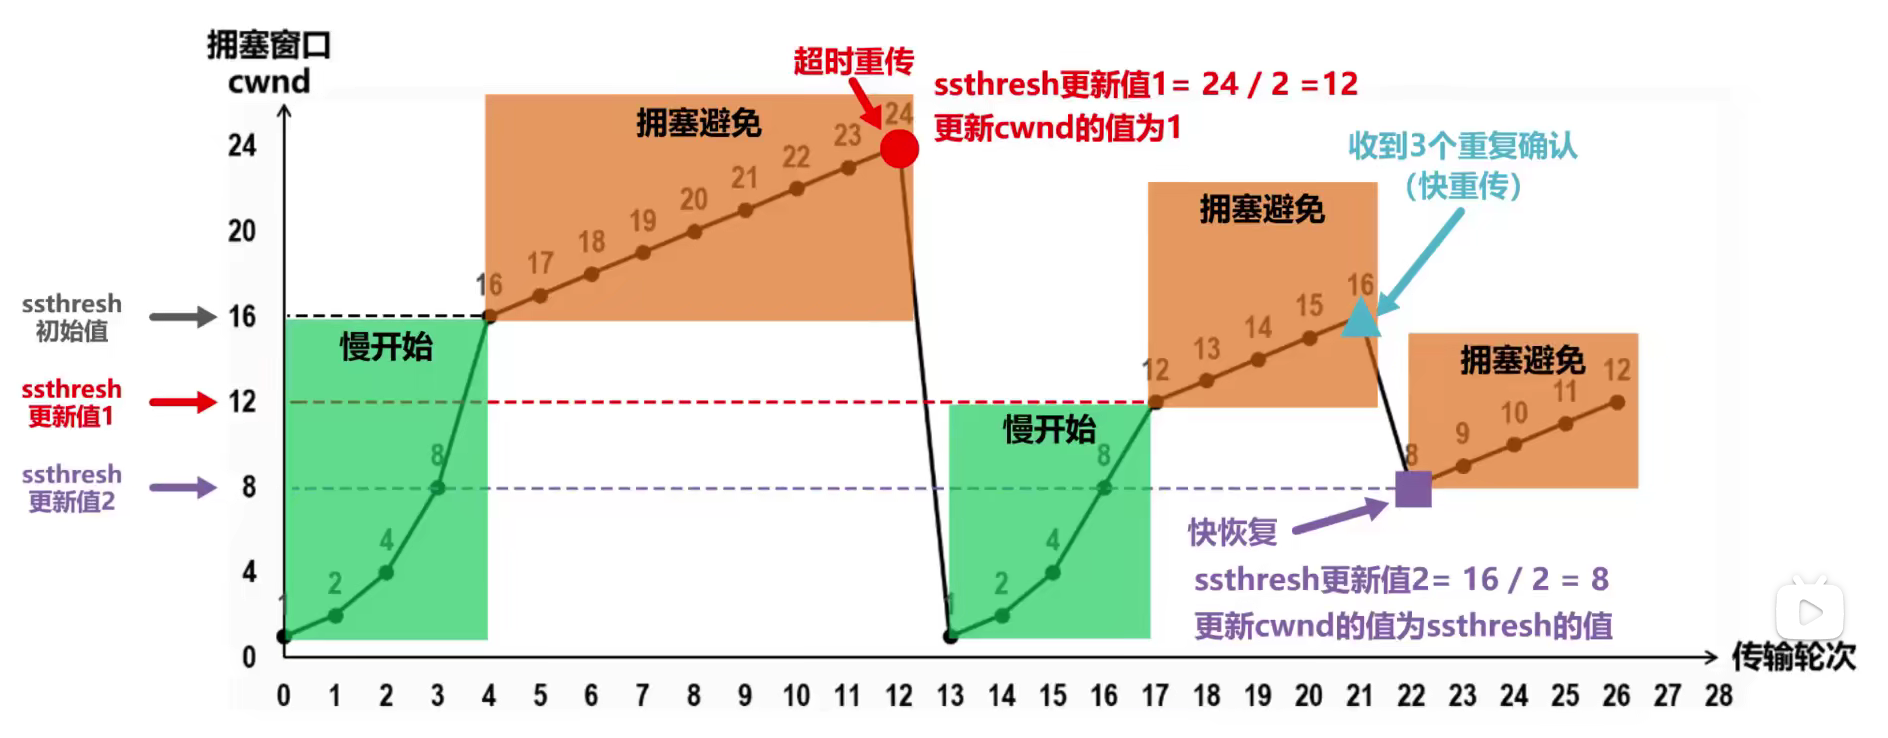 拥塞窗口
cwnd
超时重传
ssthresh更新值1= 24 / 2 =12
更新cwnd的值为1
收到3个重复确认
（快重传）
拥塞避免
拥塞避免
拥塞避免
慢开始
慢开始
ssthresh
初始值
ssthresh
更新值1
ssthresh
更新值2
24
20
16
12
8
4
0
1
2
4
8
16
17
18
19
20
21
22
23
24
1
2
4
8
12
13
14
15
16
8
9
10
11
12
快恢复
ssthresh更新值2= 16 / 2 = 8
更新cwnd的值为ssthresh的值
传输轮次
0 1 2 3 4 5 6 7 8 9 10 11 12 13 14 15 16 17 18 19 20 21 22 23 24 25 26 27 28